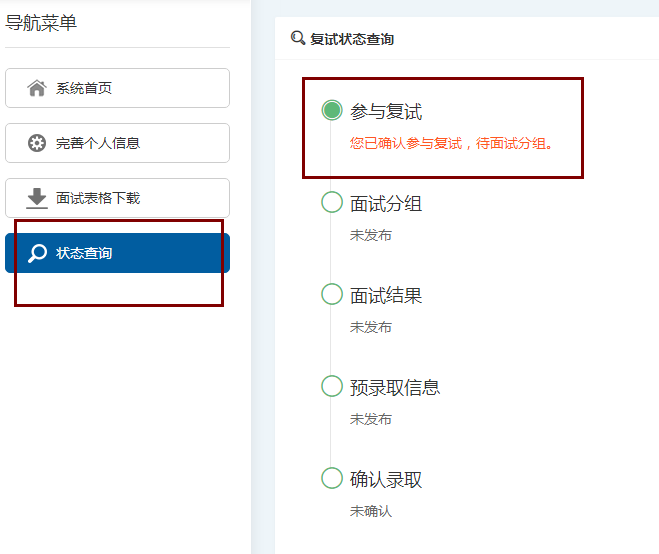 导航菜单
系统首页
完善个人信息
面试表格下载
状态查询
复试状态查询
参与复试
您已确认参与复试，待面试分组。
面试分组
未发布
面试结果
未发布
预录取信息
未发布
确认录取
未确认